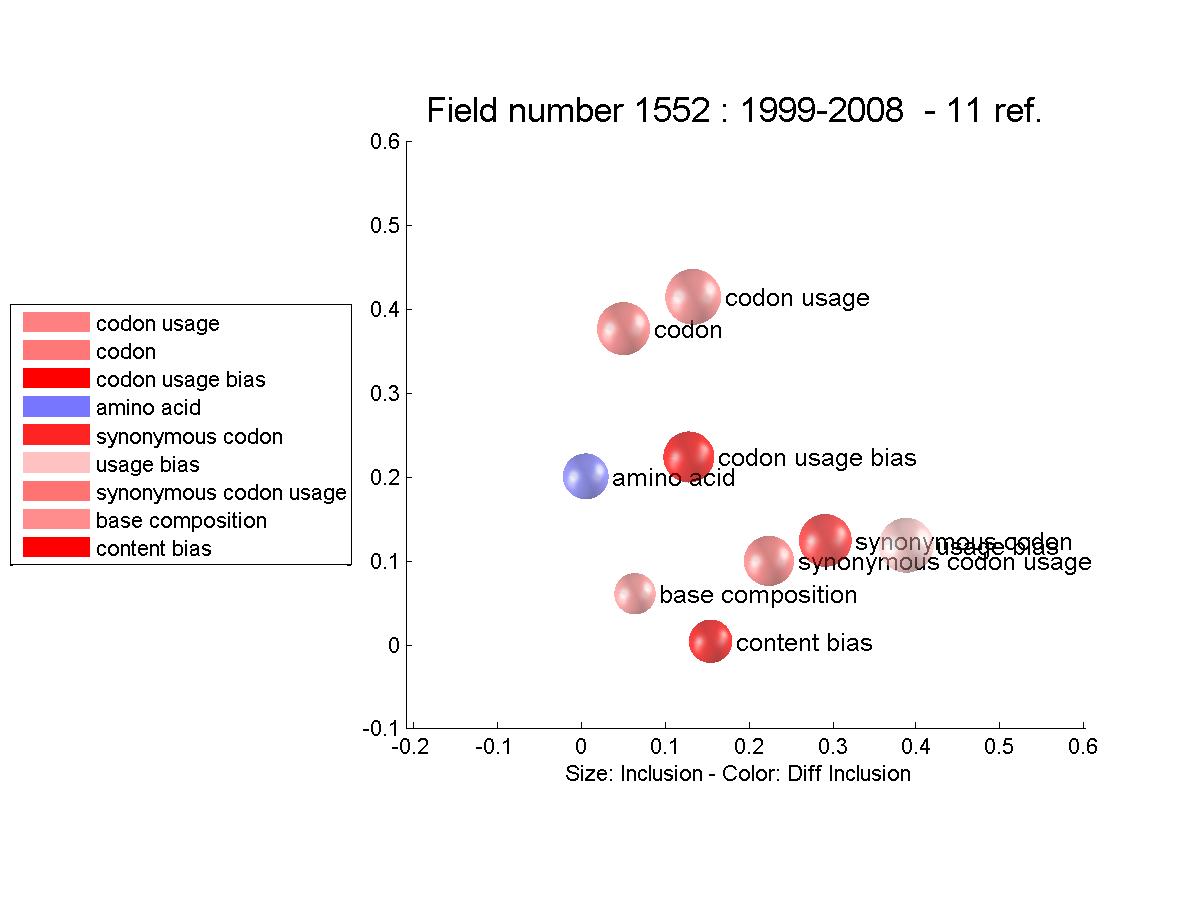 Field number 1552 : 1999-2008 - 11 ref.
0.6
0.5
0.4
0.3
0.2
0.1
0
-0.1
-0.2
-0.1
0
0.1
0.2
0.3
0.4
0.5
0.6
Size: Inclusion - Color: Diff Inclusion
codon usage
codon
codon usage bias
amino acid
synonymous codon
usage bias
synonymous codon usage
base composition
content bias
codon usage
codon
codon usage bias
amino acid
synonymous codon
usage bias
synonymous codon usage
base composition
content bias